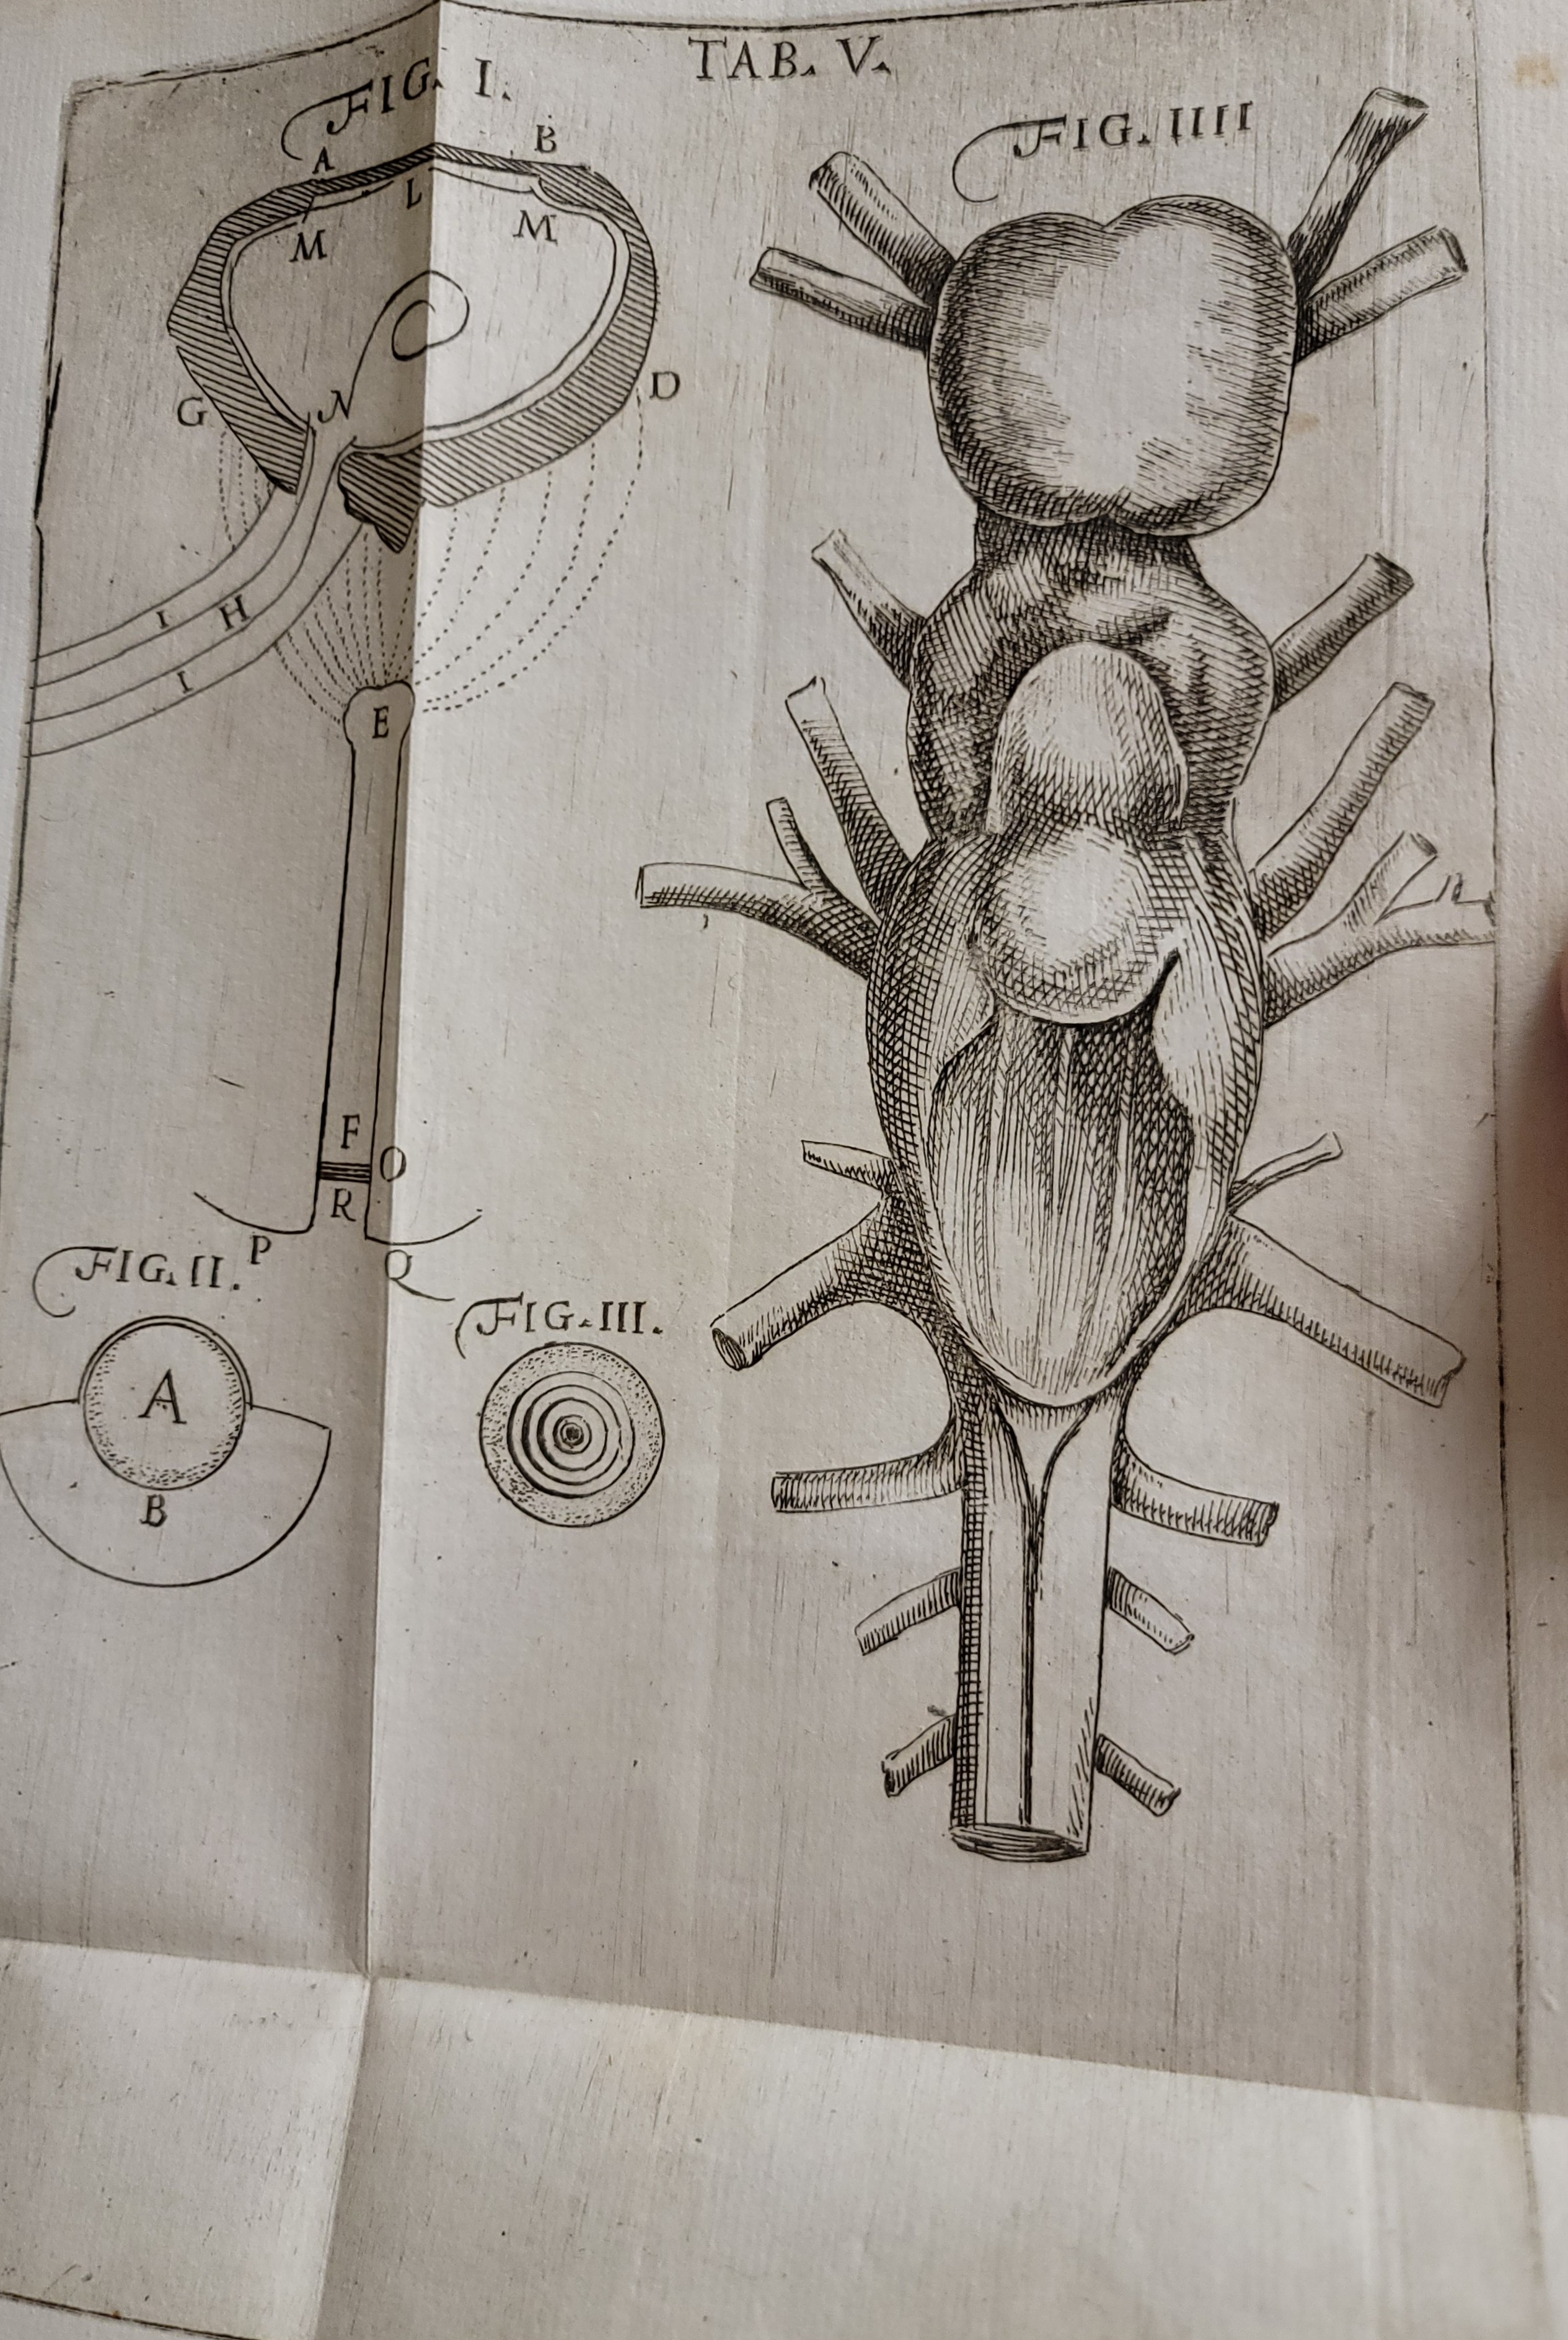 TAB. V.
FIG. I.
FIG. IIII
A
B
L
M
M
G
N
D
I
H
I
E
F
O
R
P
Q
FIG. II.
FIG. III.
A
B